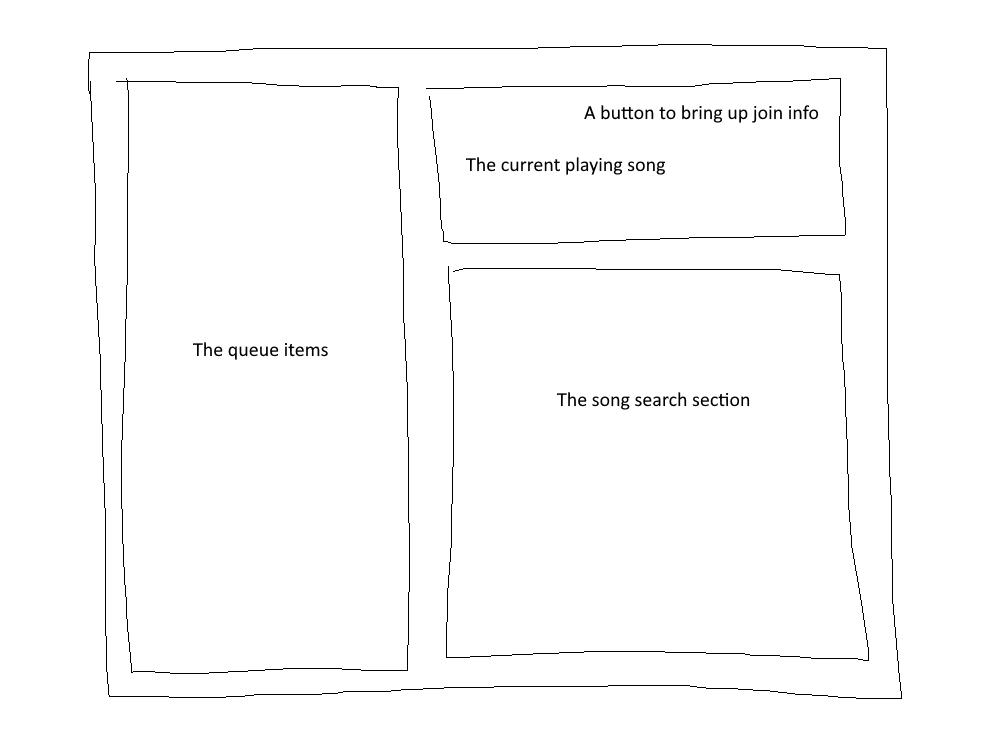 A button to bring up join info
The current playing song
The queue items
The song search section